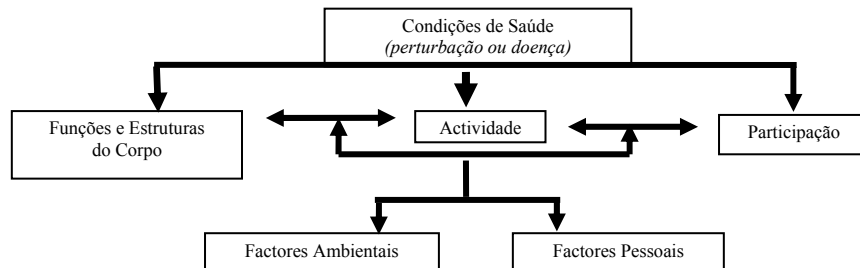 Condições de Saúde
(perturbação ou doença)
Funções e Estruturas
do Corpo
Actividade
Participação
Factores Ambientais
Factores Pessoais